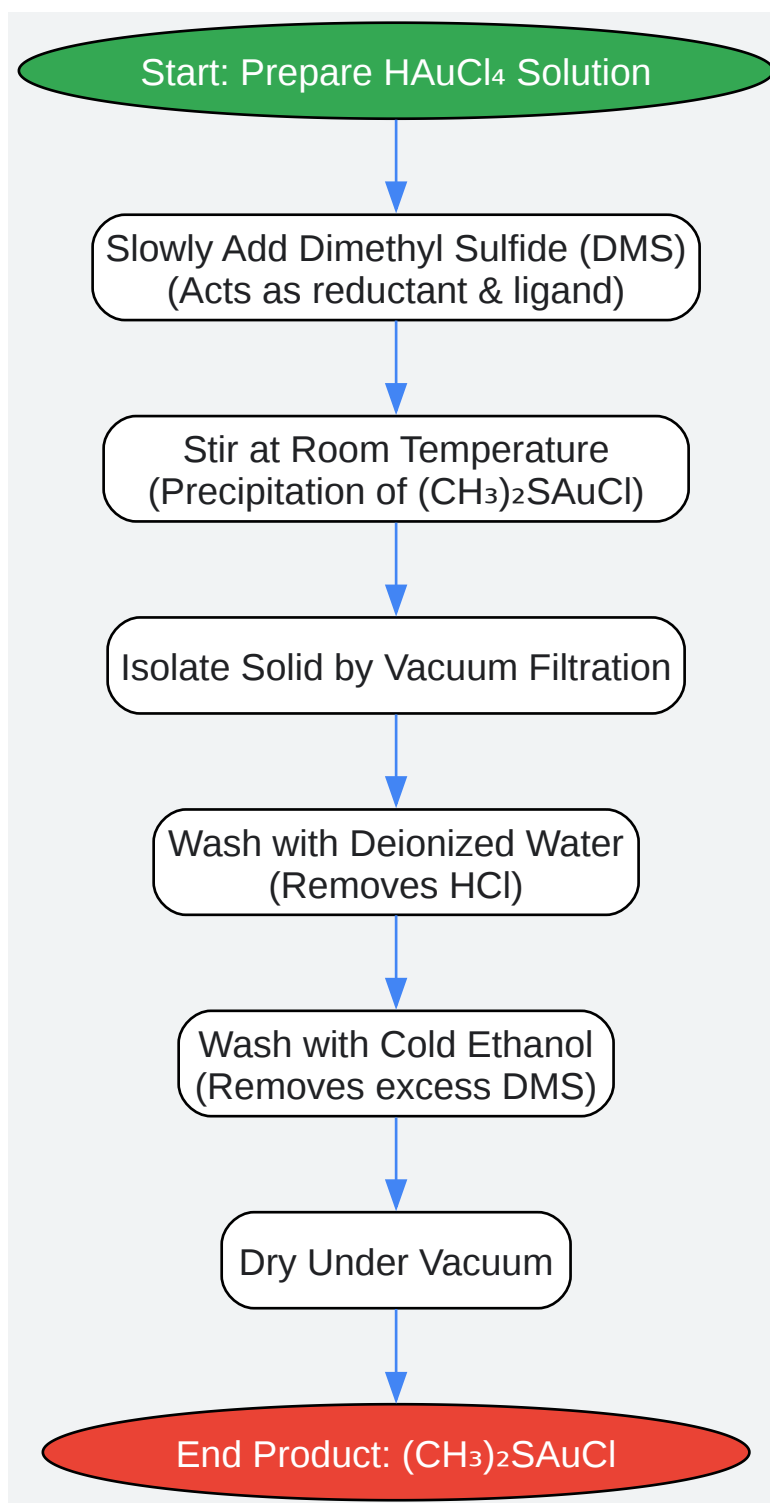 Start: Prepare HAuCl₄ Solution
Slowly Add Dimethyl Sulfide (DMS)
(Acts as reductant & ligand)
Stir at Room Temperature
(Precipitation of (CH₃)₂SAuCl)
Isolate Solid by Vacuum Filtration
Wash with Deionized Water
(Removes HCl)
Wash with Cold Ethanol
(Removes excess DMS)
Dry Under Vacuum
End Product: (CH₃)₂SAuCl